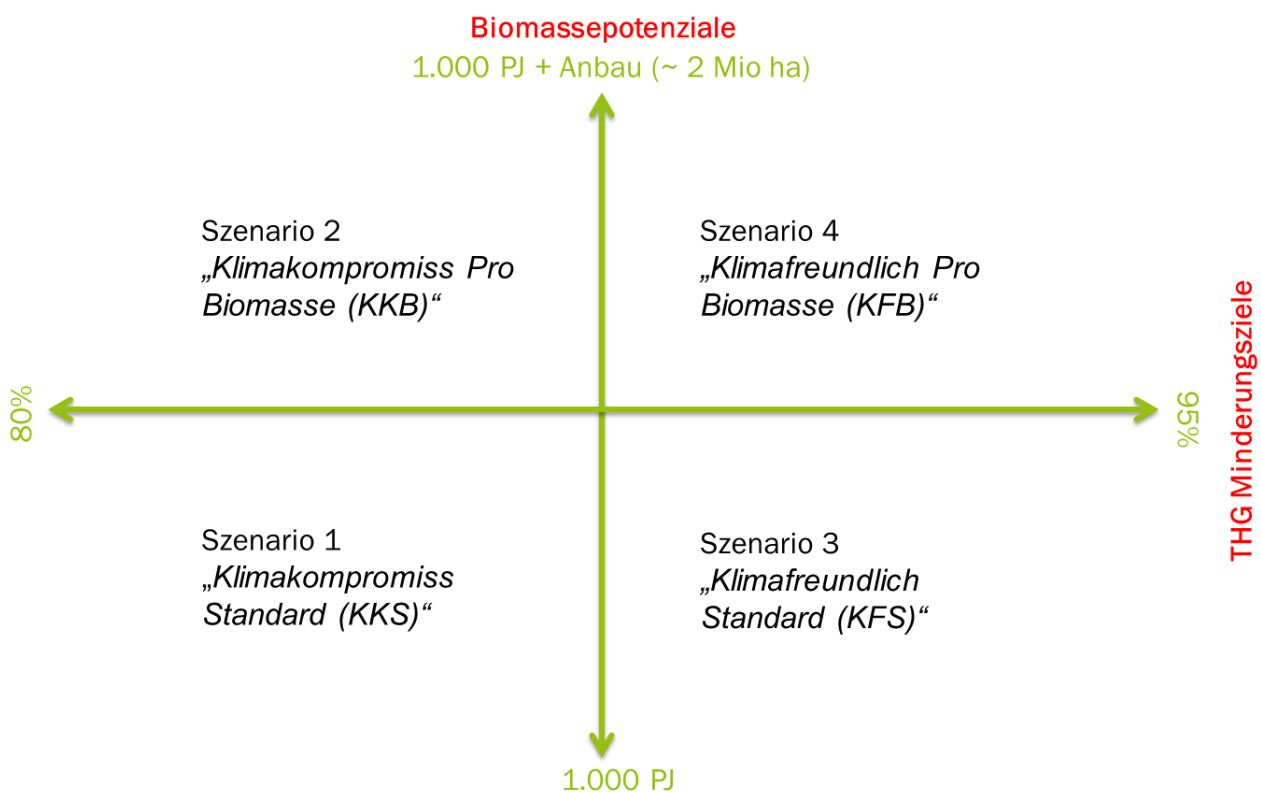 Biomassepotenziale
1.000 PJ + Anbau (~ 2 Mio ha)
Szenario 2
„Klimakompromiss Pro
Biomasse (KKB)“
Szenario 4
„Klimafreundlich Pro
Biomasse (KFB)“
80%
95%
THG Minderungsziele
Szenario 1
„Klimakompromiss
Standard (KKS)“
Szenario 3
„Klimafreundlich
Standard (KFS)“
1.000 PJ